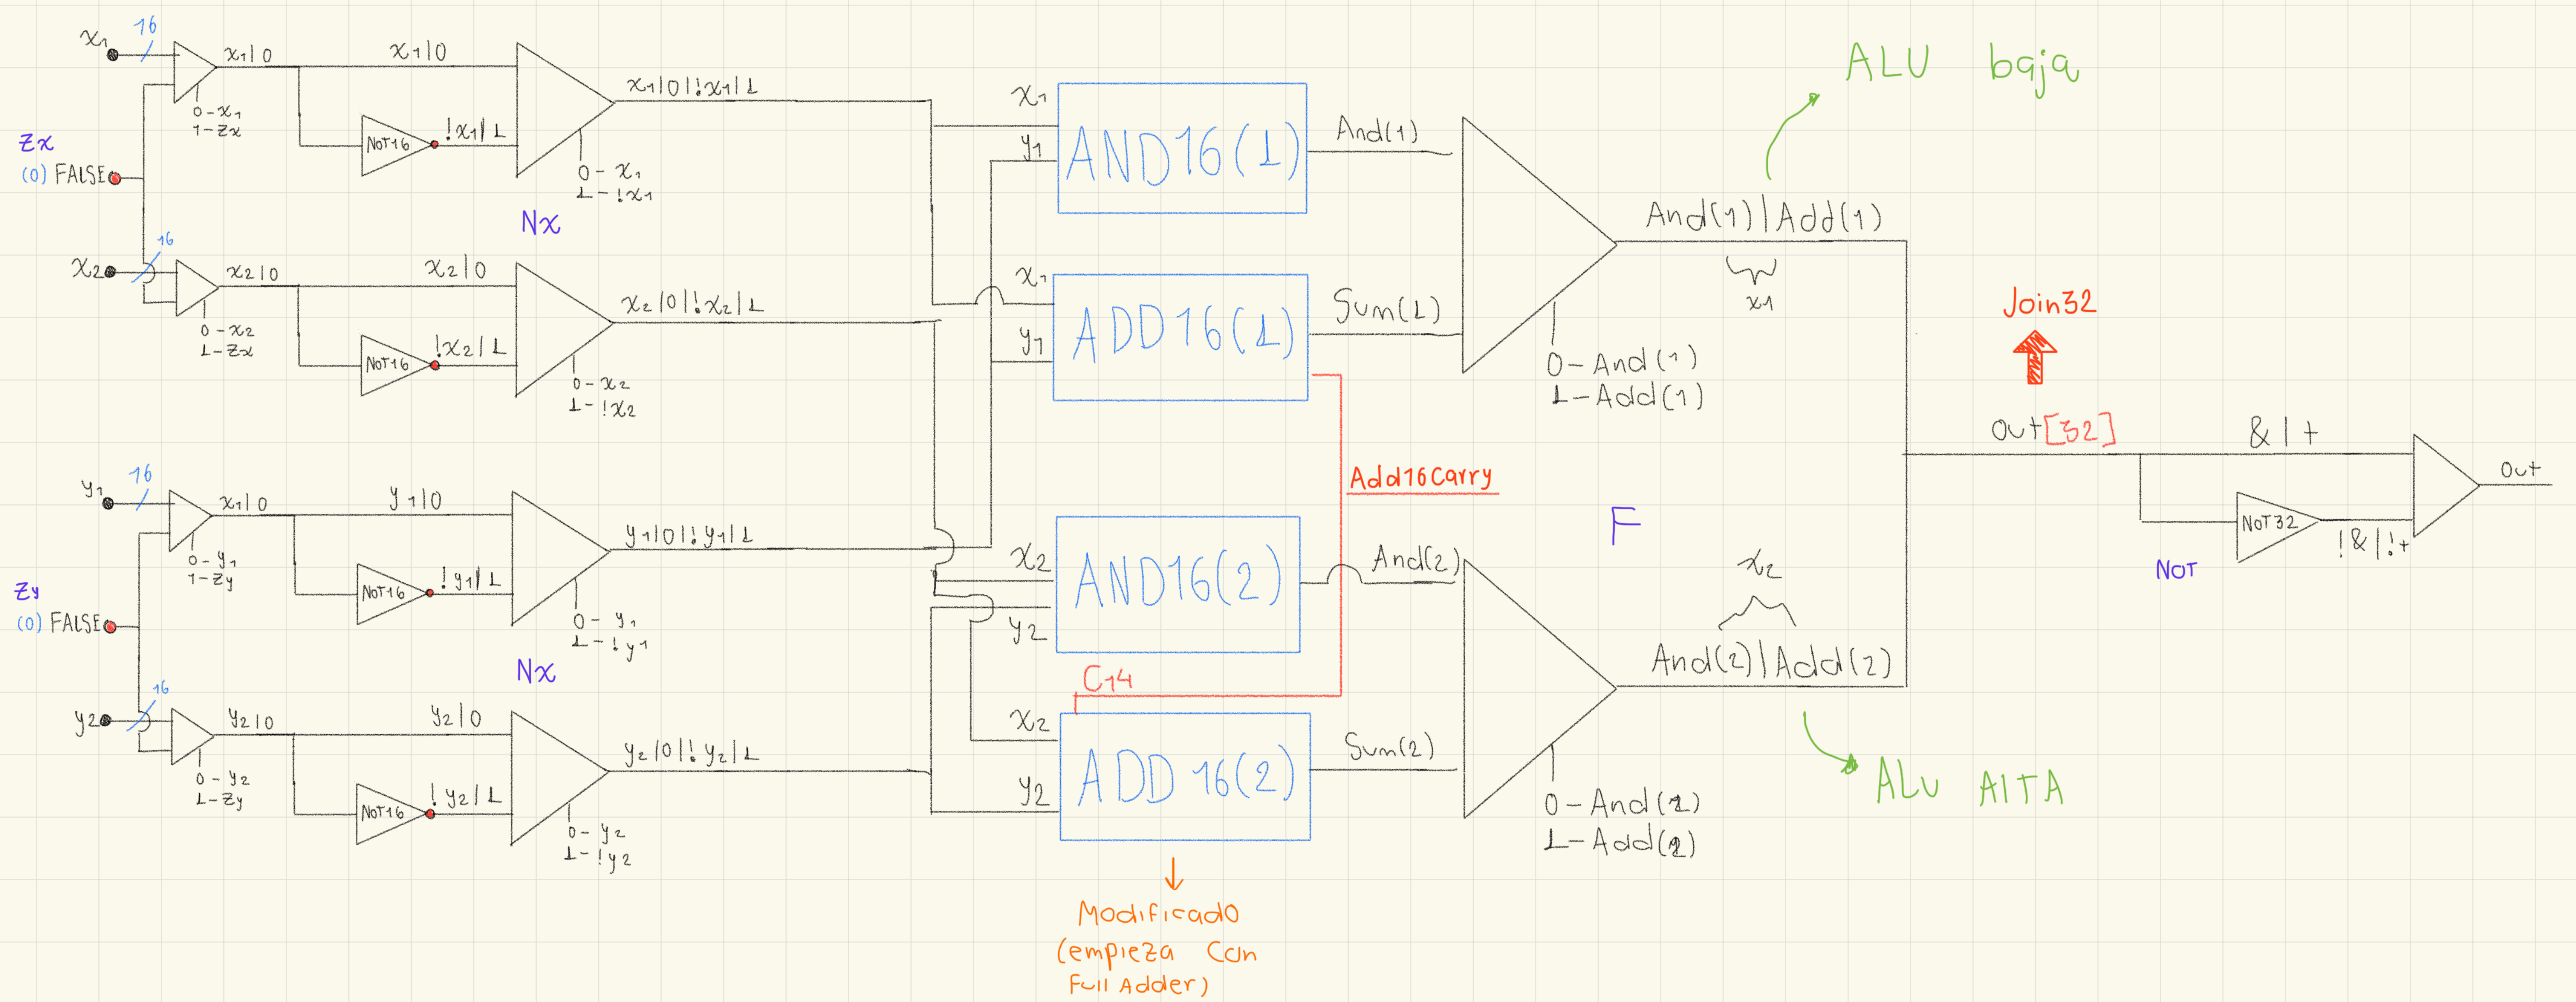 x1
16
x1|0
0-x1
1-Zx
x1|0
NOT16
!x1|1
x1|0|!x1|1
0-x1
1-!x1
Zx
(0) FALSE
Nx
x2
16
x2|0
0-x2
1-Zx
x2|0
NOT16
!x2|1
x2|0|!x2|1
0-x2
1-!x2
y1
16
x1|0
0-y1
1-Zy
y1|0
NOT16
!y1|1
y1|0|!y1|1
0-y1
1-!y1
Zy
(0) FALSE
Nx
y2
16
y2|0
0-y2
1-Zy
y2|0
NOT16
!y2|1
y2|0|!y2|1
0-y2
1-!y2
x1
y1
AND16(1)
And(1)
x1
y1
ADD16(1)
Sum(1)
Add16Carry
x2
y2
AND16(2)
And(2)
C14
x2
y2
ADD16(2)
Sum(2)
Modificado
(empieza con
Full Adder)
0-And(1)
1-Add(1)
And(1)|Add(1)
x1
ALU baja
F
0-And(2)
1-Add(2)
x2
And(2)|Add(2)
ALU AlTA
Join32
out[32]
&|+
NOT32
!&|!+
NOT
out